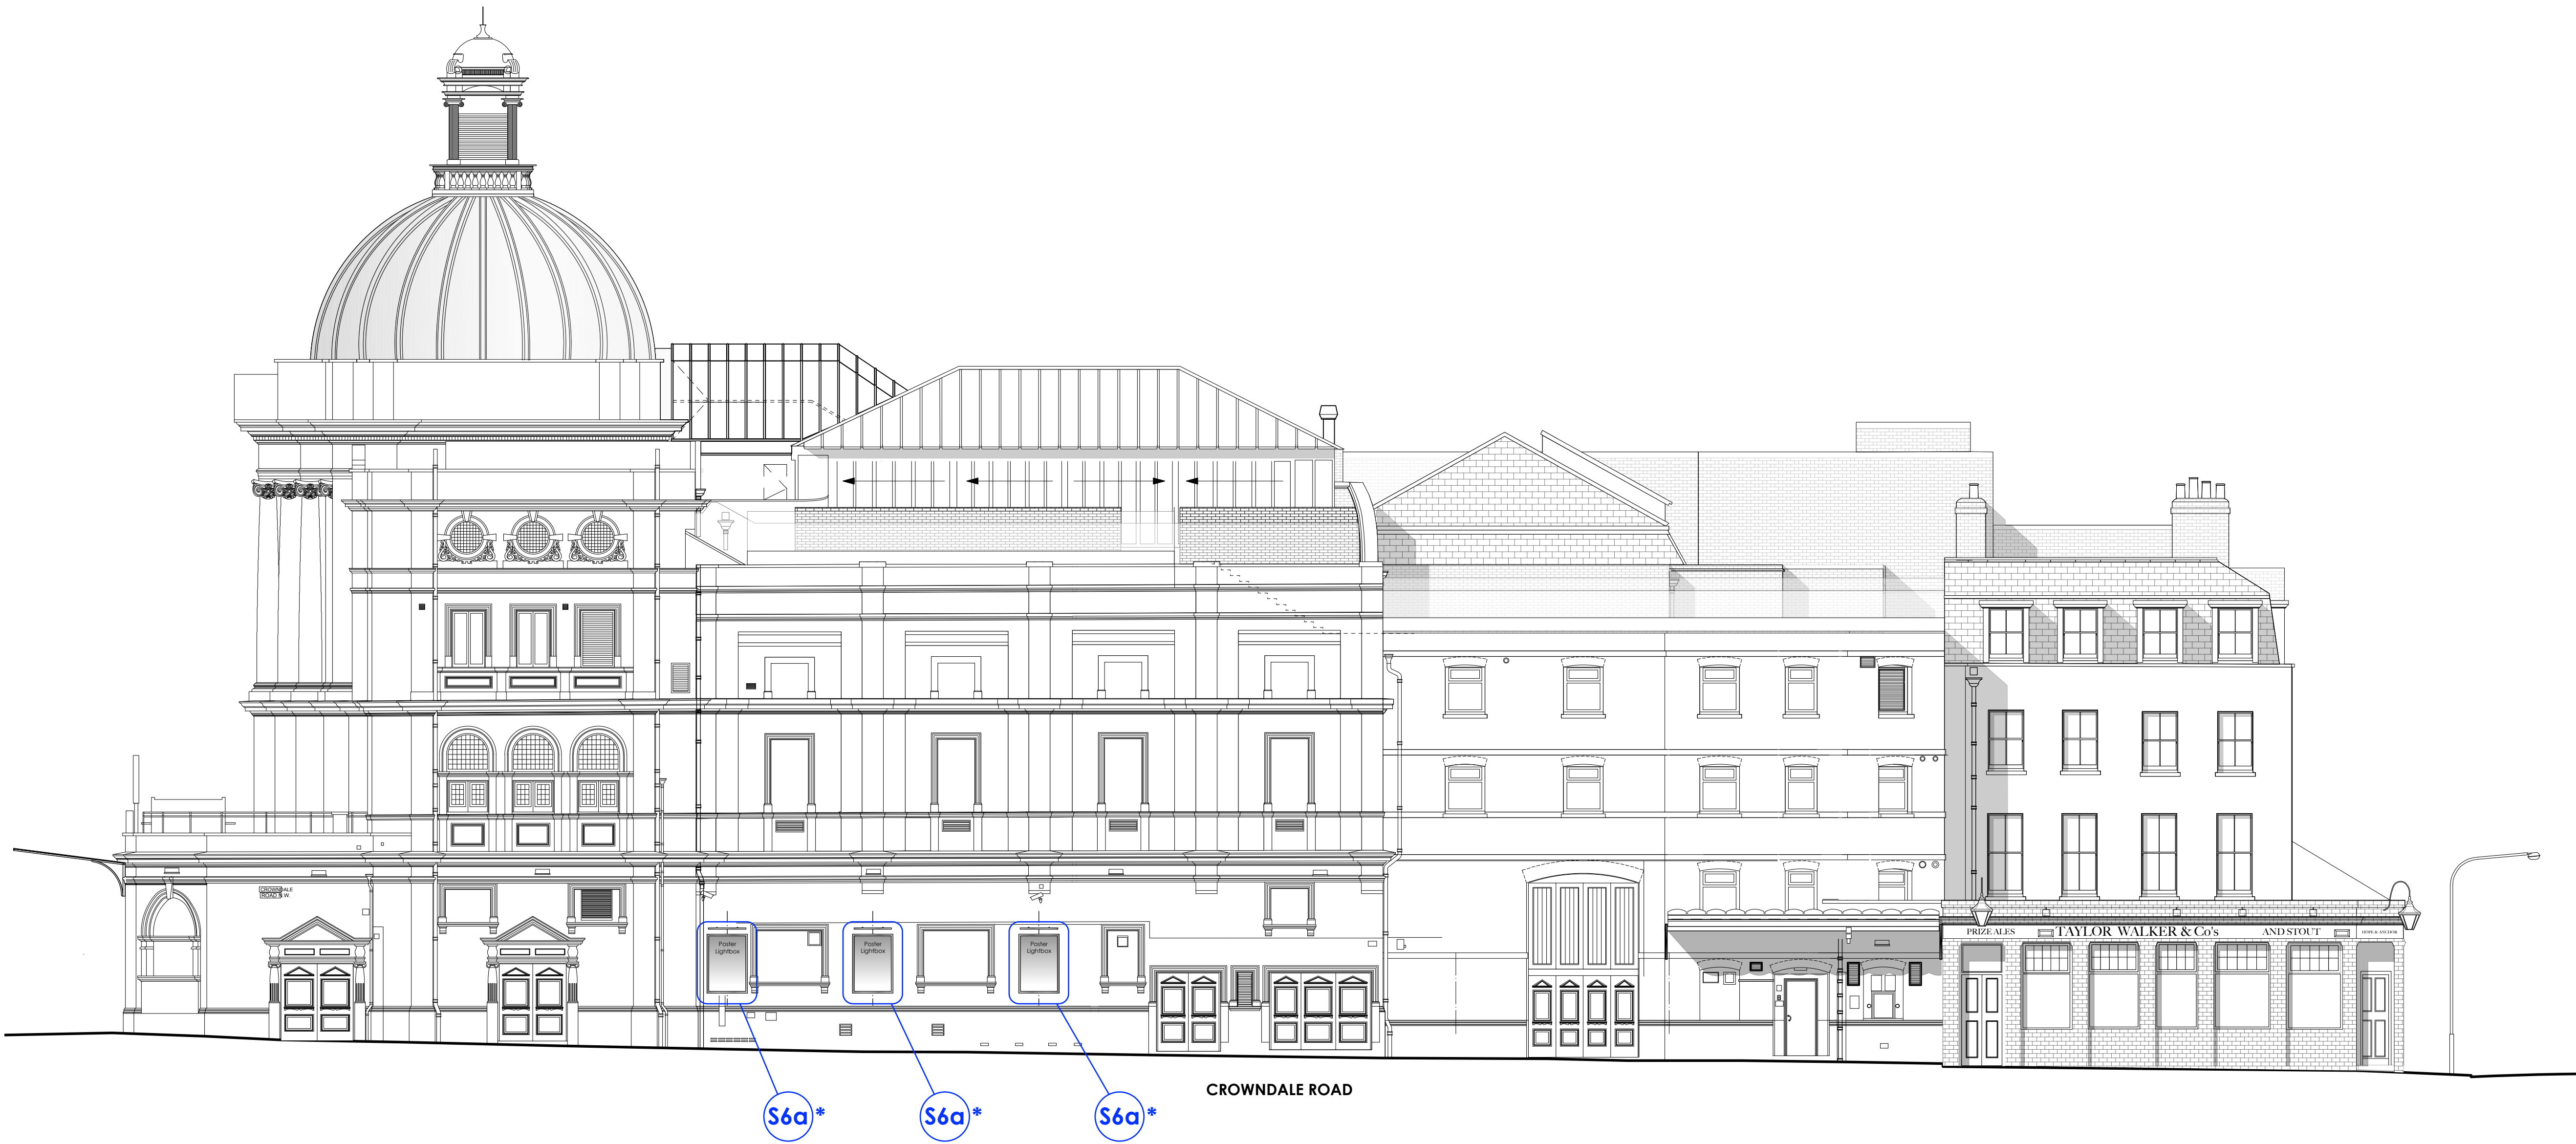 CROWNDALE
ROAD N.W.
Poster
Lightbox
Poster
Lightbox
Poster
Lightbox
PRIZE ALES
TAYLOR WALKER & Co's
AND STOUT
HOPE & ANCHOR
CROWNDALE ROAD
S6a*
S6a*
S6a*